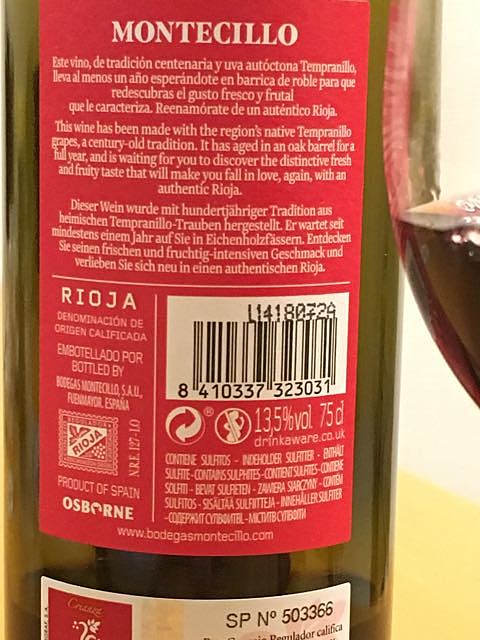 MONTECILLO
Este vino, de tradición centenaria y uva autóctona Tempranillo,
lleva al menos un año esperándote en barrica de roble para que
redescubras el gusto fresco y frutal
que le caracteriza. Reenamórate de un auténtico Rioja.
This wine has been made with the region's native Tempranillo
grapes, a century-old tradition. It has aged in an oak barrel for a
full year, and is waiting for you to discover the distinctive fresh
and fruity taste that will make you fall in love, again, with an
authentic Rioja.
Dieser Wein wurde mit hundertjähriger Tradition aus
heimischen Tempranillo-Trauben hergestellt. Er wartet seit
mindestens einem Jahr auf Sie in Eichenholzfässern. Entdecken
Sie seinen frischen und fruchtig-intensiven Geschmack und
verlieben Sie sich neu in einen authentischen Rioja.
RIOJA
DENOMINACIÓN DE
ORIGEN CALIFICADA
EMBOTELLADO POR
BOTTLED BY
BODEGAS MONTECILLO, S.A.U.,
FUENMAYOR. ESPAÑA
RIOJA
N.R.E. 127-LO
PRODUCT OF SPAIN
OSBORNE
L14180724
8 410337 323031
13,5%vol 75 cl
drinkaware.co.uk
CONTIENE SULFITOS - INDEHOLDER SULFITTER - ENTHÄLT
SULFITE - CONTAINS SULPHITES - CONTIENT SULFITES - CONTIENE
SOLFITI - BEVAT SULFIETEN - ZAWIERA SIARCZYNY - CONTÉM
SULFITOS - SISÄLTÄÄ SULFIITTEJA - INNEHÅLLER SULFITER
- СОДЕРЖИТ СУЛЬФИТЫ - МІСТИТЬ СУЛЬФІТИ
www.bodegasmontecillo.com
Crianza
SP Nº 503366
Regulador califica